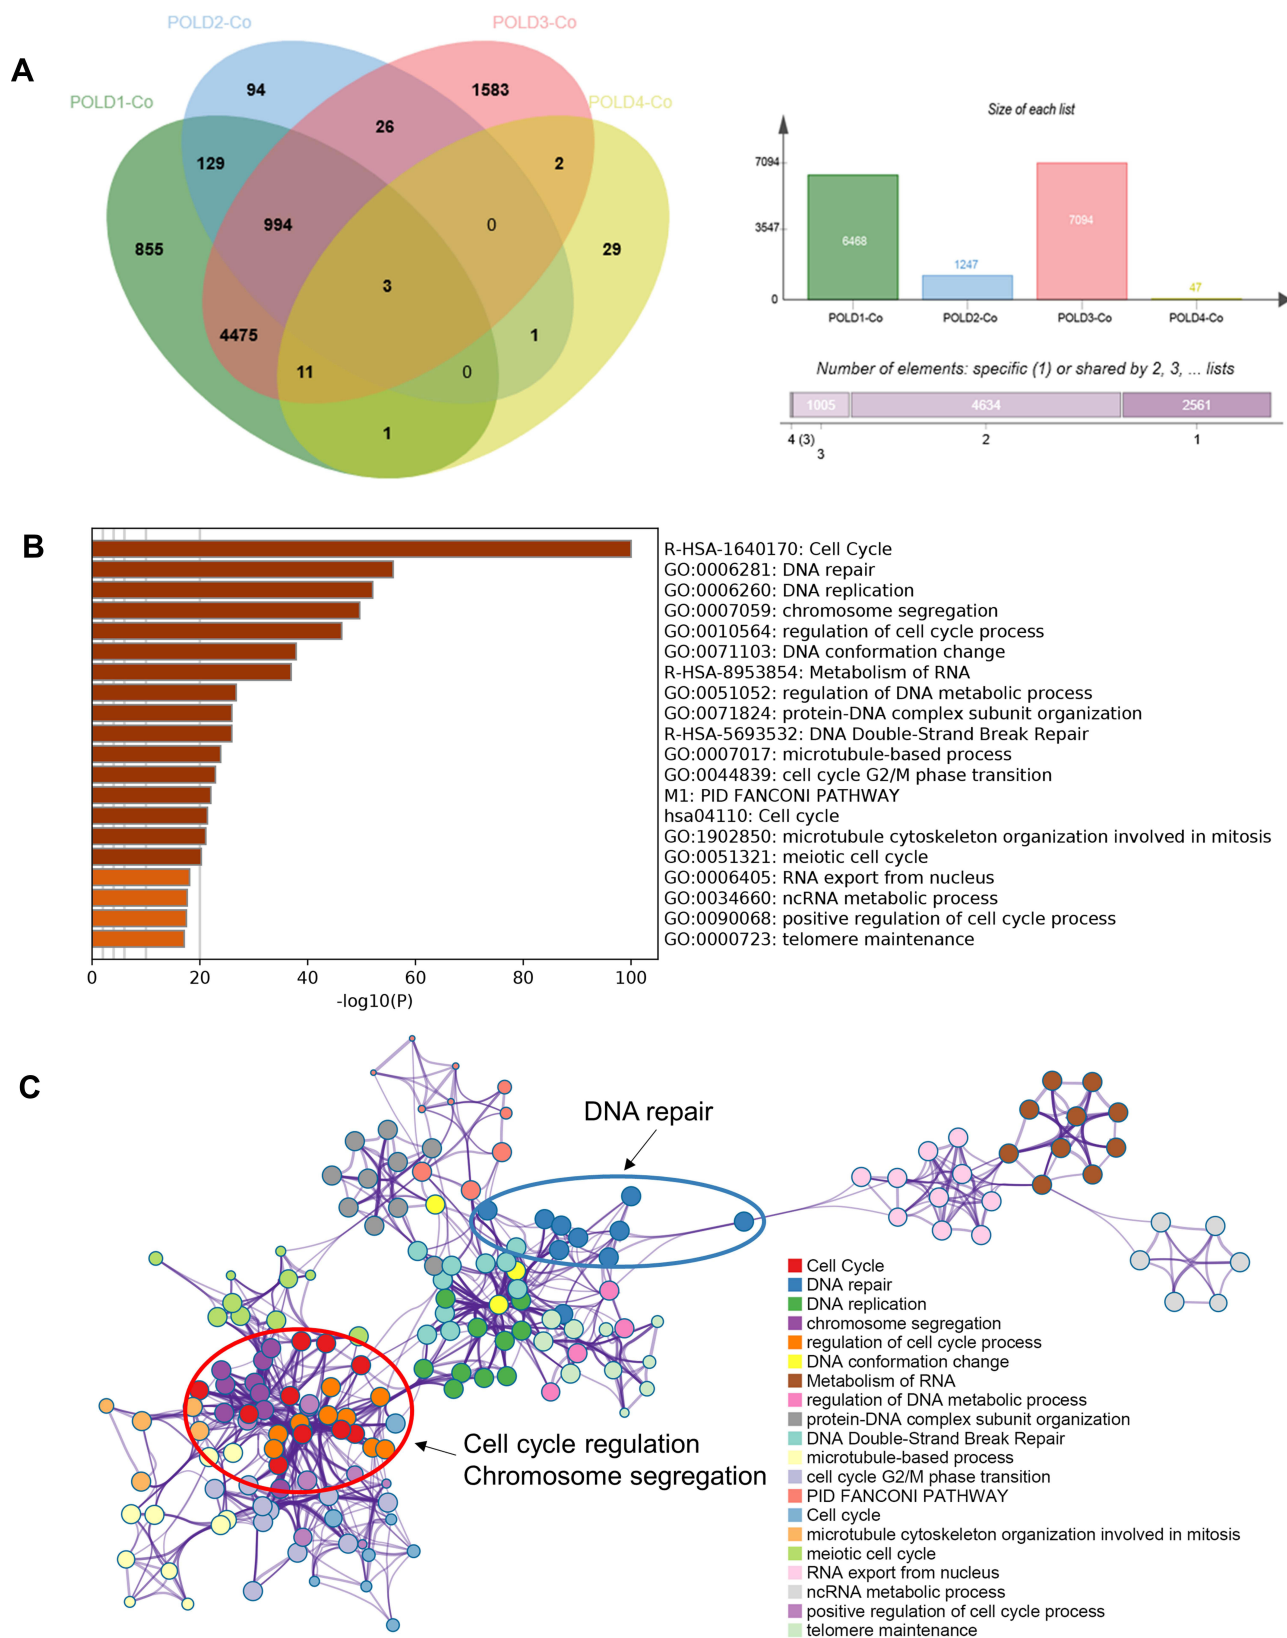 A
POLD2-Co
POLD3-Co
POLD1-Co
POLD4-Co
94
1583
26
129
2
994
0
855
29
3
4475
1
11
0
1
Size of each list
7094
3547
0
6468
1247
7094
47
POLD1-Co
POLD2-Co
POLD3-Co
POLD4-Co
Number of elements: specific (1) or shared by 2, 3, ... lists
1005
4634
2561
4 (3)
3
2
1
B
R-HSA-1640170: Cell Cycle
GO:0006281: DNA repair
GO:0006260: DNA replication
GO:0007059: chromosome segregation
GO:0010564: regulation of cell cycle process
GO:0071103: DNA conformation change
R-HSA-8953854: Metabolism of RNA
GO:0051052: regulation of DNA metabolic process
GO:0071824: protein-DNA complex subunit organization
R-HSA-5693532: DNA Double-Strand Break Repair
GO:0007017: microtubule-based process
GO:0044839: cell cycle G2/M phase transition
M1: PID FANCONI PATHWAY
hsa04110: Cell cycle
GO:1902850: microtubule cytoskeleton organization involved in mitosis
GO:0051321: meiotic cell cycle
GO:0006405: RNA export from nucleus
GO:0034660: ncRNA metabolic process
GO:0090068: positive regulation of cell cycle process
GO:0000723: telomere maintenance
0 20 40 60 80 100
-log10(P)
C
DNA repair
Cell cycle regulation
Chromosome segregation
Cell Cycle
DNA repair
DNA replication
chromosome segregation
regulation of cell cycle process
DNA conformation change
Metabolism of RNA
regulation of DNA metabolic process
protein-DNA complex subunit organization
DNA Double-Strand Break Repair
microtubule-based process
cell cycle G2/M phase transition
PID FANCONI PATHWAY
Cell cycle
microtubule cytoskeleton organization involved in mitosis
meiotic cell cycle
RNA export from nucleus
ncRNA metabolic process
positive regulation of cell cycle process
telomere maintenance